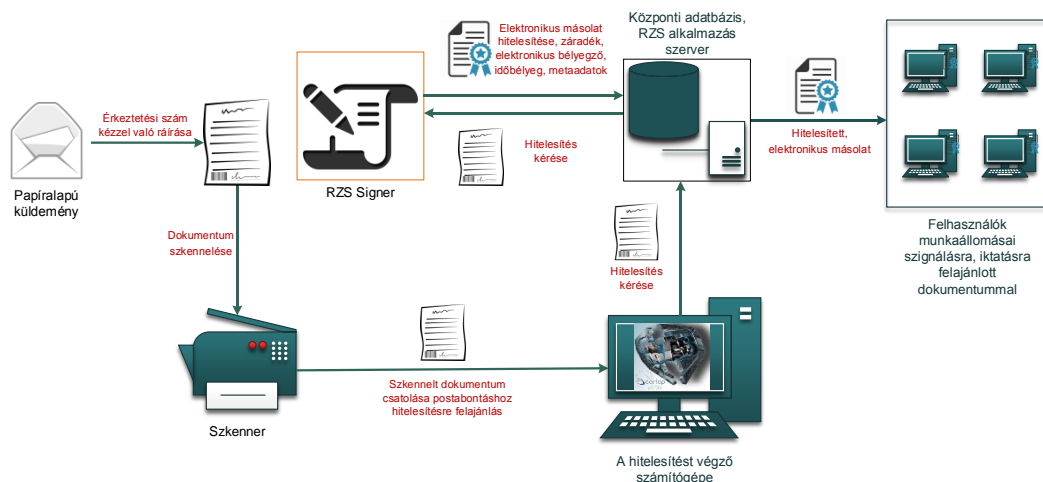 Elektronikus másolat
hitelesítése, záradék,
elektronikus bélyegző,
időbélyeg, metaadatok
Központi adatbázis,
RZS alkalmazás
szerver
Érkeztetési szám
kézzel való ráírása
Papíralapú
küldemény
RZS Signer
Hitelesítés
kérése
Hitelesített,
elektronikus másolat
Felhasználók
munkaállomásai
szignálásra, iktatásra
felajánlott
dokumentummal
Dokumentum
szkennelése
Hitelesítés
kérése
Szkennelt dokumentum
csatolása postabontáshoz
hitelesítésre felajánlás
Szkenner
A hitelesítést végző
számítógépe